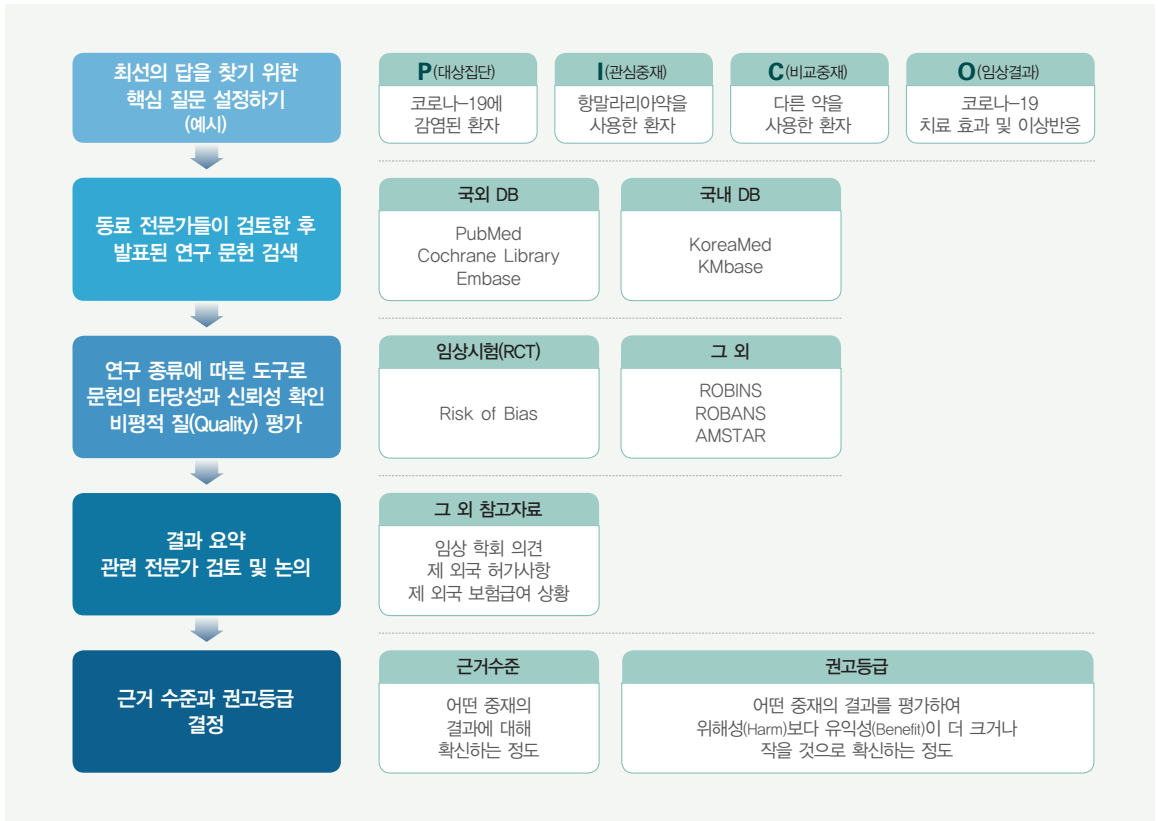 최선의 답을 찾기 위한
핵심 질문 설정하기
(예시)
P(대상집단)
코로나-19에
감염된 환자
I(관심중재)
항말라리아약을
사용한 환자
C(비교중재)
다른 약을
사용한 환자
O(임상결과)
코로나-19
치료 효과 및 이상반응
동료 전문가들이 검토한 후
발표된 연구 문헌 검색
국외 DB
PubMed
Cochrane Library
Embase
국내 DB
KoreaMed
KMbase
연구 종류에 따른 도구로
문헌의 타당성과 신뢰성 확인
비평적 질(Quality) 평가
임상시험(RCT)
Risk of Bias
그 외
ROBINS
ROBANS
AMSTAR
결과 요약
관련 전문가 검토 및 논의
그 외 참고자료
임상 학회 의견
제 외국 허가사항
제 외국 보험급여 상황
근거 수준과 권고등급
결정
근거수준
어떤 중재의
결과에 대해
확신하는 정도
권고등급
어떤 중재의 결과를 평가하여
위해성(Harm)보다 유익성(Benefit)이 더 크거나
작을 것으로 확신하는 정도